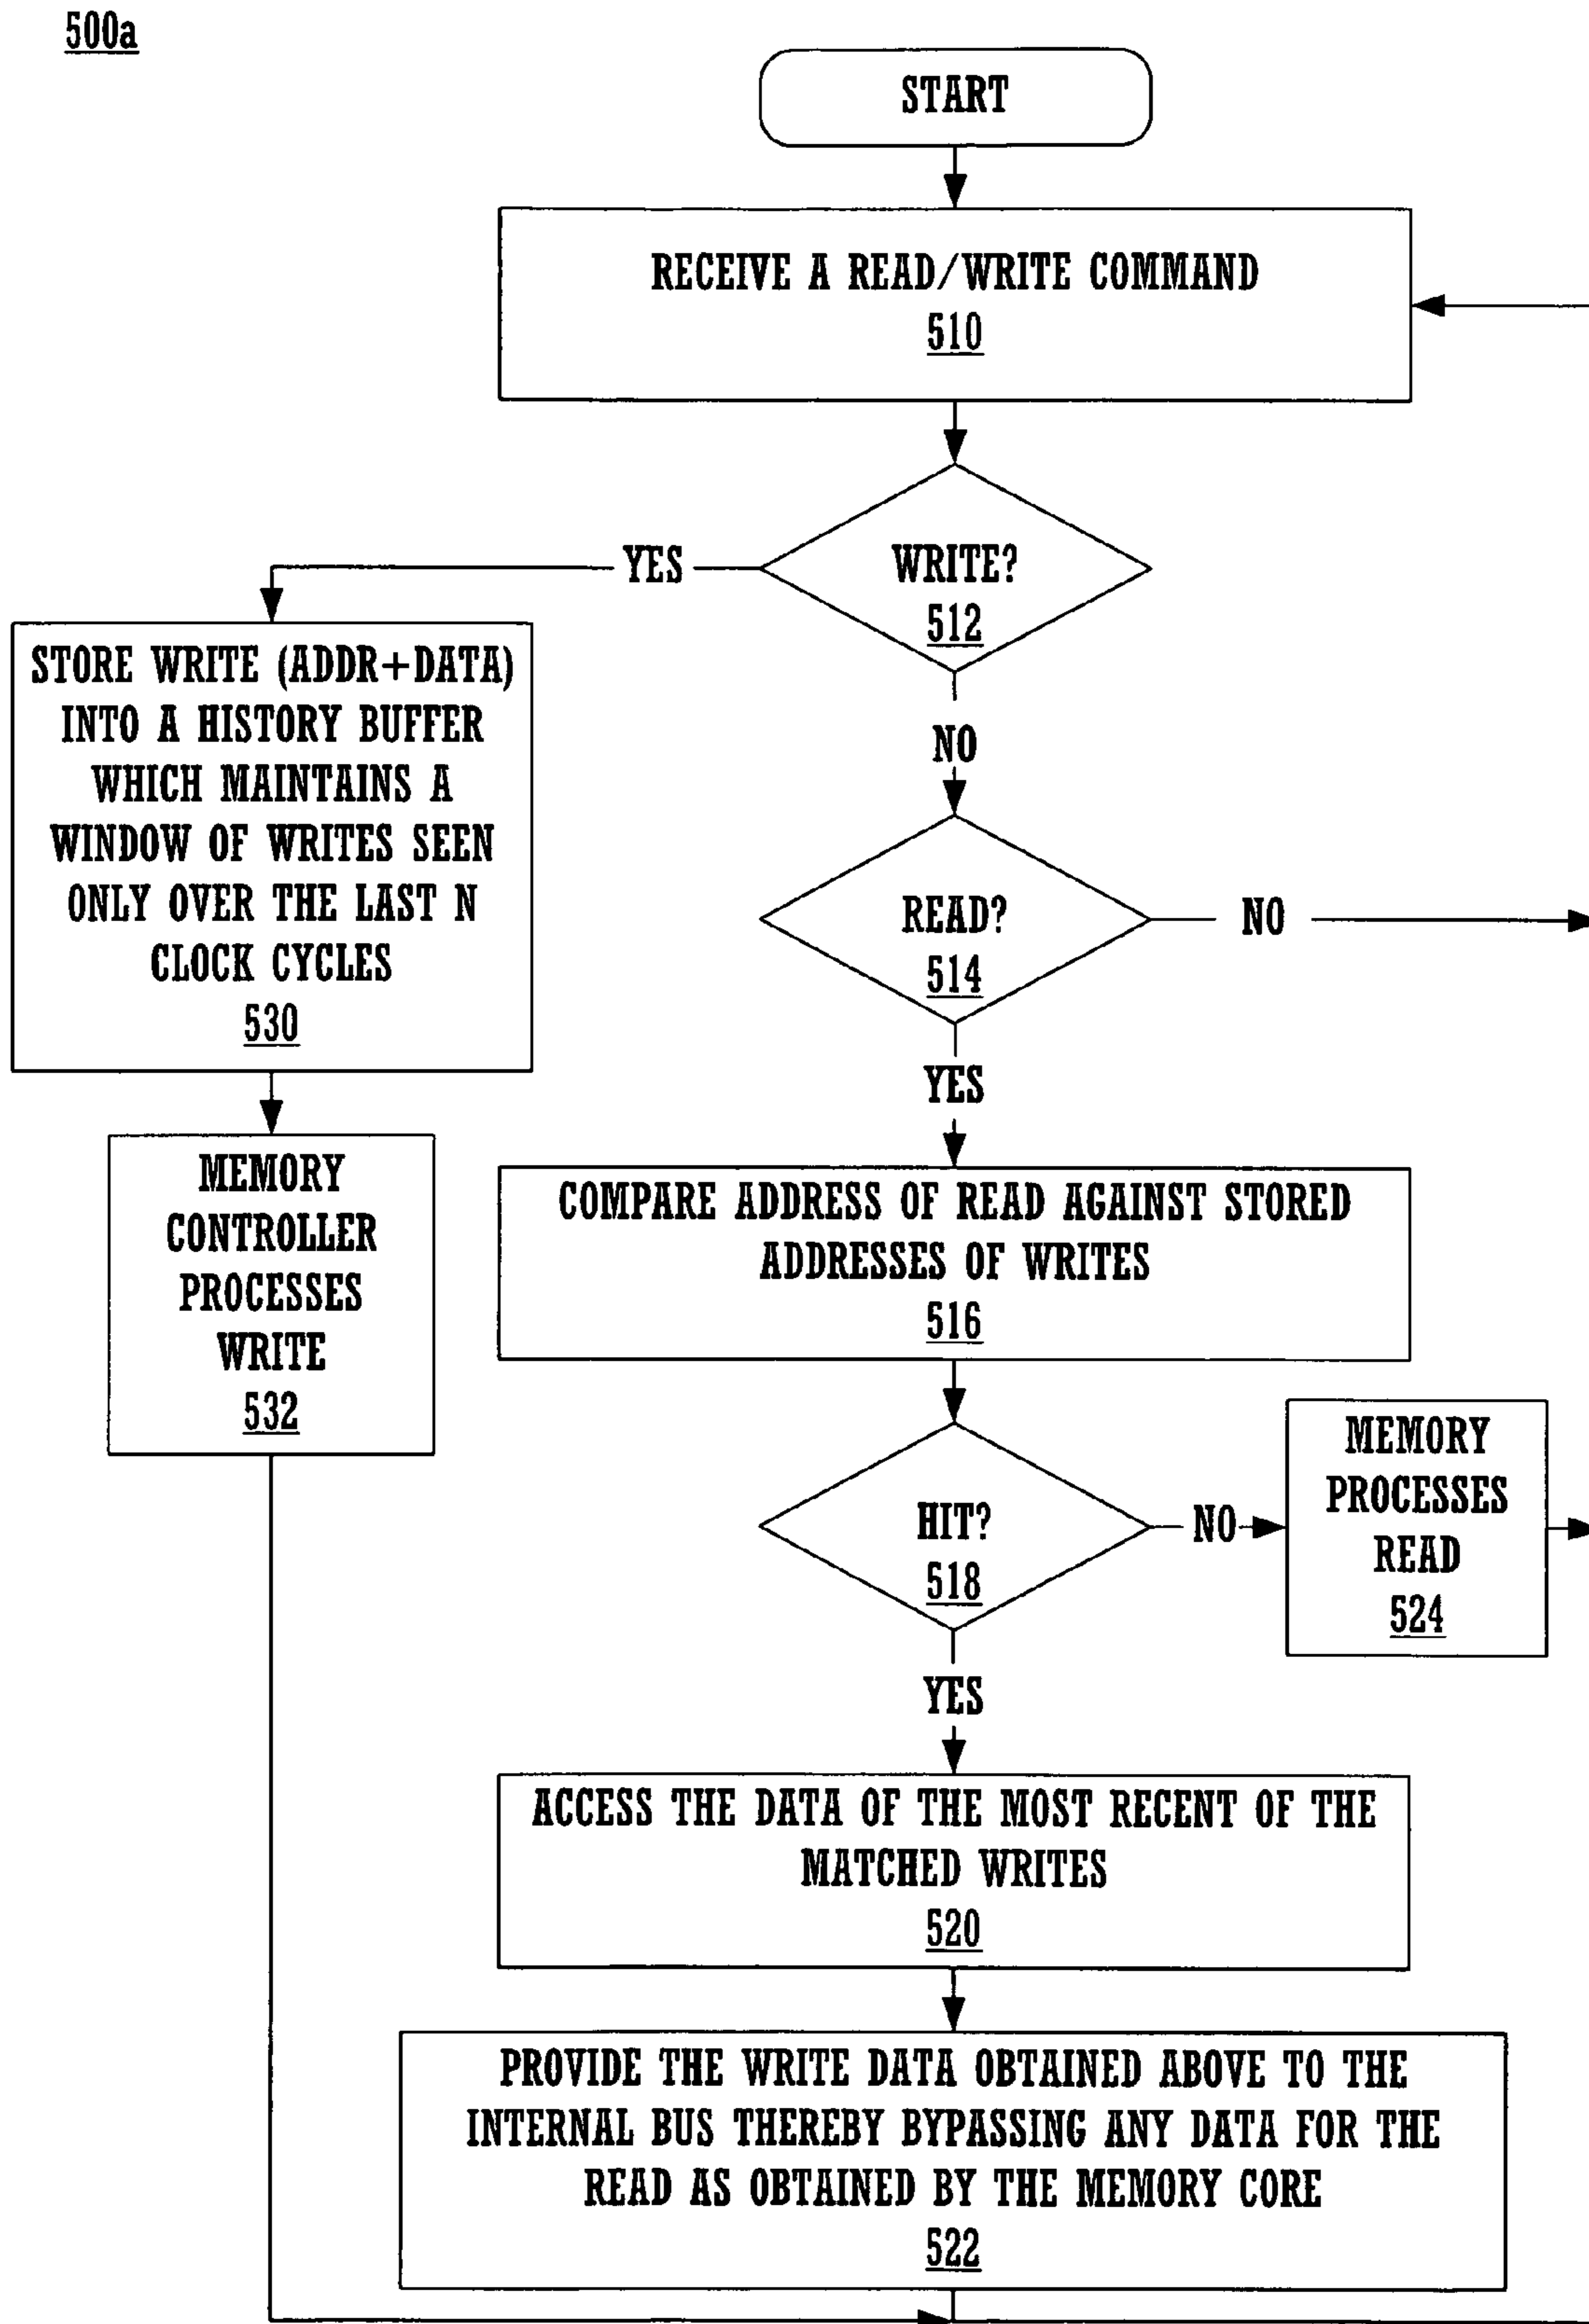 500a
START
RECEIVE A READ/WRITE COMMAND
510
WRITE?
512
YES
NO
STORE WRITE (ADDR+DATA)
INTO A HISTORY BUFFER
WHICH MAINTAINS A
WINDOW OF WRITES SEEN
ONLY OVER THE LAST N
CLOCK CYCLES
530
READ?
514
NO
YES
MEMORY
CONTROLLER
PROCESSES
WRITE
532
COMPARE ADDRESS OF READ AGAINST STORED
ADDRESSES OF WRITES
516
HIT?
518
NO
MEMORY
PROCESSES
READ
524
YES
ACCESS THE DATA OF THE MOST RECENT OF THE
MATCHED WRITES
520
PROVIDE THE WRITE DATA OBTAINED ABOVE TO THE
INTERNAL BUS THEREBY BYPASSING ANY DATA FOR THE
READ AS OBTAINED BY THE MEMORY CORE
522